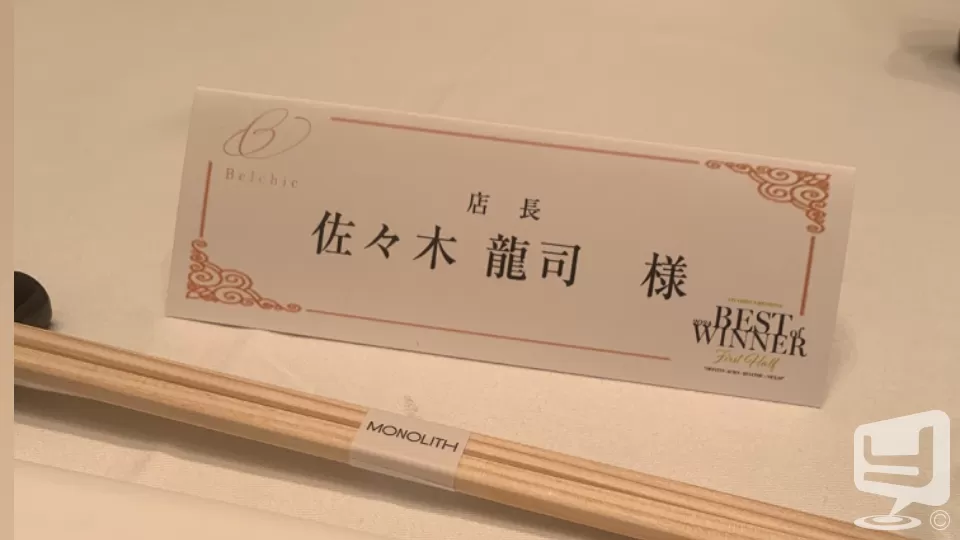 Belchic
店 長
佐々木 龍司 様
BEST of
WINNER
First Half
MONOLITH